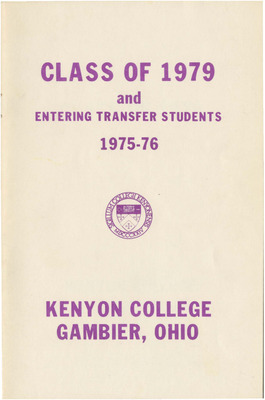 CLASS OF 1979
and
ENTERING TRANSFER STUDENTS
1975-76
KENYON COLLEGE
GAMBIER, OHIO